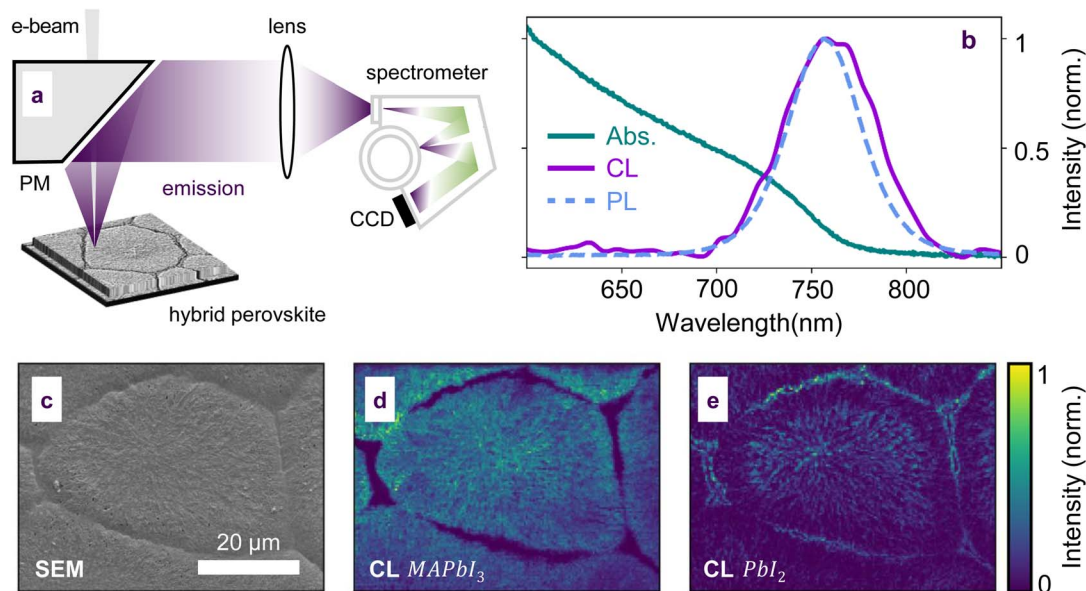 e-beam
lens
spectrometer
a
PM
emission
CCD
hybrid perovskite
b
Abs.
CL
PL
1
0.5
0
Intensity (norm.)
650 700 750 800
Wavelength(nm)
c
SEM
20 μm
d
CL MAPbI₃
e
CL PbI₂
1
0
Intensity (norm.)